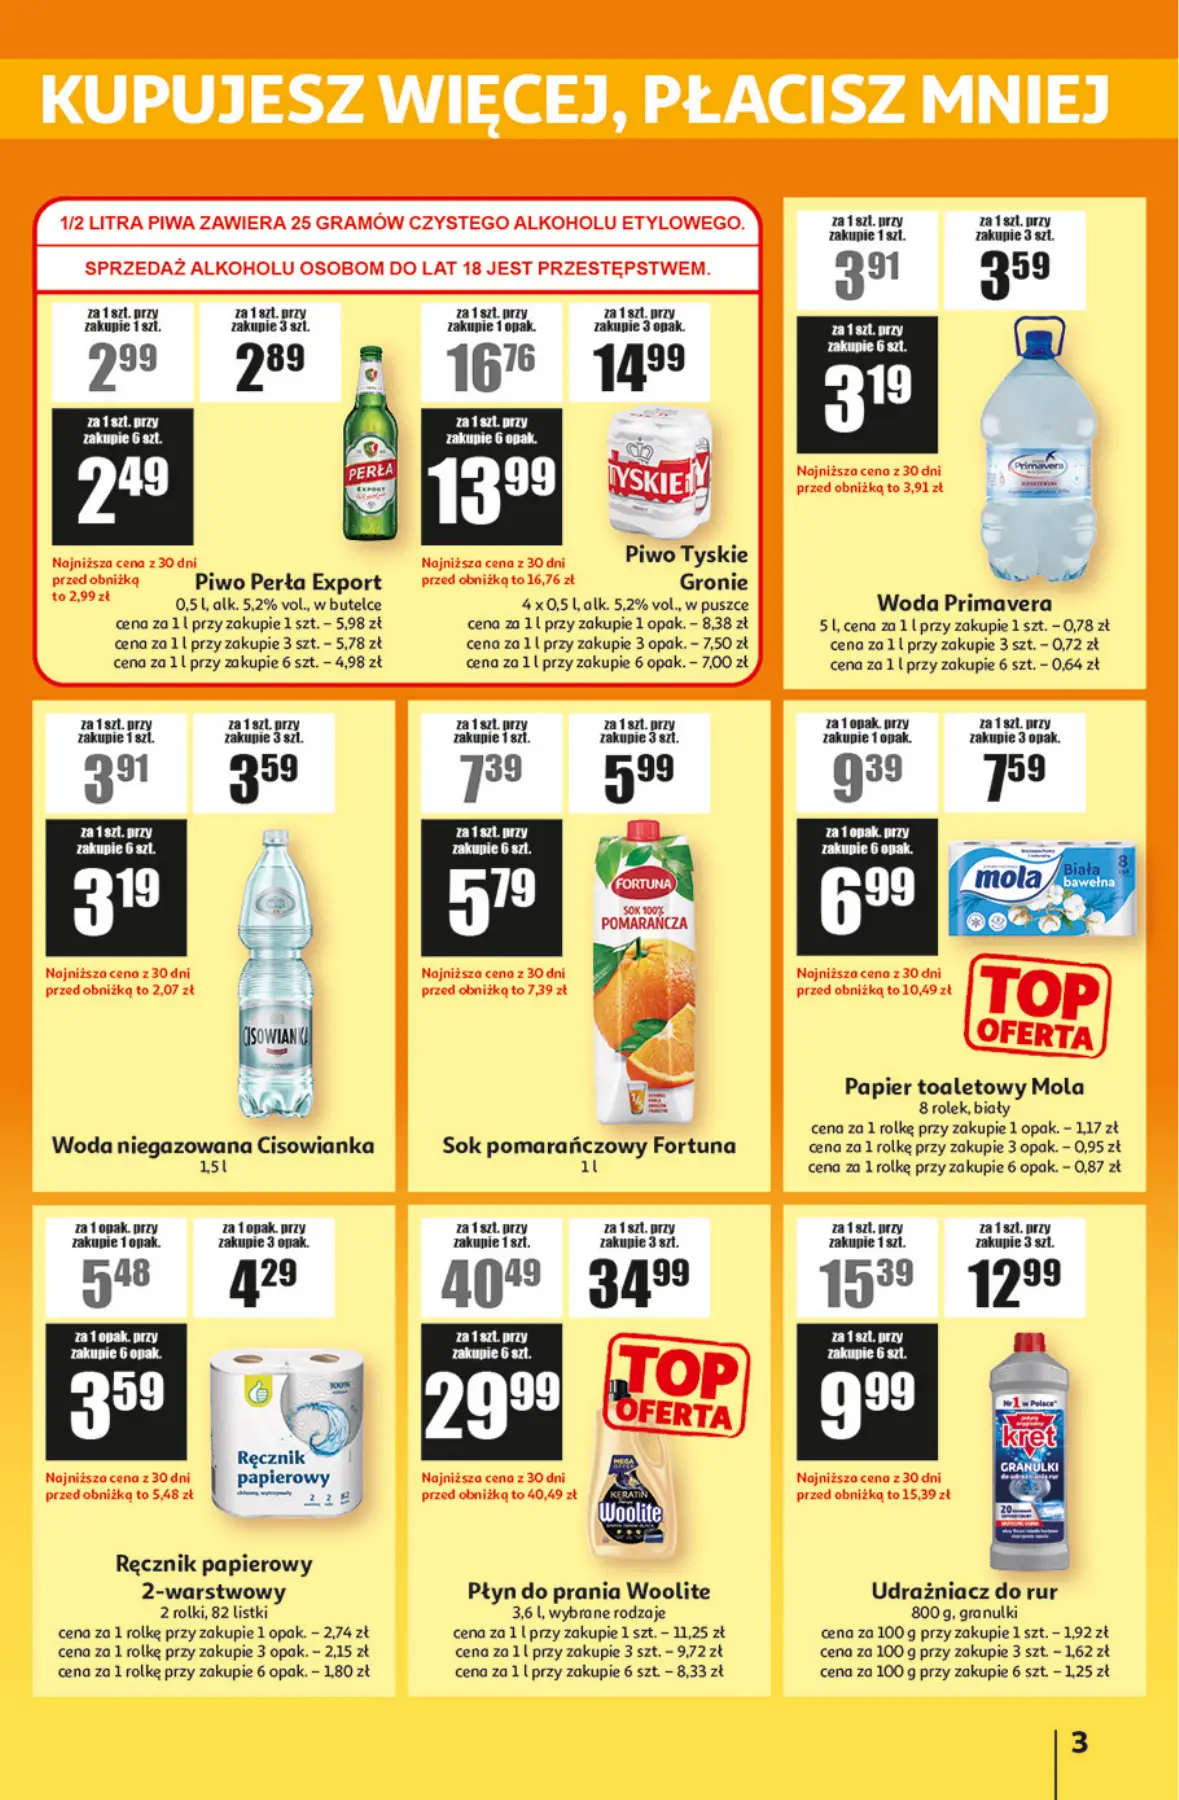 KUPUJESZ WIĘCEJ, PŁACISZ MNIEJ
1/2 LITRA PIWA ZAWIERA 25 GRAMÓW CZYSTEGO ALKOHOLU ETYLOWEGO.
SPRZEDAŻ ALKOHOLU OSOBOM DO LAT 18 JEST PRZESTĘPSTWEM.
za 1 szt. przy
zakupie 1 szt.
2 99
za 1 szt. przy
zakupie 3 szt.
2 89
za 1 szt. przy
zakupie 6 szt.
2 49
PERŁA
EXPORT
Najniższa cena z 30 dni
przed obniżką
to 2,99 zł
Piwo Perła Export
0,5 l, alk. 5,2% vol., w butelce
cena za 1 l przy zakupie 1 szt. – 5,98 zł
cena za 1 l przy zakupie 3 szt. – 5,78 zł
cena za 1 l przy zakupie 6 szt. – 4,98 zł
za 1 szt. przy
zakupie 1 opak.
16 76
za 1 szt. przy
zakupie 3 opak.
14 99
za 1 szt. przy
zakupie 6 opak.
13 99
TYSKIE
Najniższa cena z 30 dni
przed obniżką to 16,76 zł
Piwo Tyskie
Gronie
4 x 0,5 l, alk. 5,2% vol., w puszce
cena za 1 l przy zakupie 1 opak. – 8,38 zł
cena za 1 l przy zakupie 3 opak. – 7,50 zł
cena za 1 l przy zakupie 6 opak. – 7,00 zł
za 1 szt. przy
zakupie 1 szt.
3 91
za 1 szt. przy
zakupie 3 szt.
3 59
za 1 szt. przy
zakupie 6 szt.
3 19
Primavera
Najniższa cena z 30 dni
przed obniżką to 3,91 zł
Woda Primavera
5 l, cena za 1 l przy zakupie 1 szt. – 0,78 zł
cena za 1 l przy zakupie 3 szt. – 0,72 zł
cena za 1 l przy zakupie 6 szt. – 0,64 zł
za 1 szt. przy
zakupie 1 szt.
3 91
za 1 szt. przy
zakupie 3 szt.
3 59
za 1 szt. przy
zakupie 6 szt.
3 19
CISOWIANKA
Najniższa cena z 30 dni
przed obniżką to 2,07 zł
Woda niegazowana Cisowianka
1,5 l
za 1 szt. przy
zakupie 1 szt.
7 39
za 1 szt. przy
zakupie 3 szt.
5 99
za 1 szt. przy
zakupie 6 szt.
5 79
FORTUNA
SOK 100%
POMARAŃCZA
Najniższa cena z 30 dni
przed obniżką to 7,39 zł
Sok pomarańczowy Fortuna
1 l
za 1 opak. przy
zakupie 1 opak.
9 39
za 1 szt. przy
zakupie 3 opak.
7 59
za 1 opak. przy
zakupie 6 opak.
6 99
mola
Biała
bawełna
8
Najniższa cena z 30 dni
przed obniżką to 10,49 zł
TOP
OFERTA
Papier toaletowy Mola
8 rolek, biały
cena za 1 rolkę przy zakupie 1 opak. – 1,17 zł
cena za 1 rolkę przy zakupie 3 opak. – 0,95 zł
cena za 1 rolkę przy zakupie 6 opak. – 0,87 zł
za 1 opak. przy
zakupie 1 opak.
5 48
za 1 opak. przy
zakupie 3 opak.
4 29
za 1 opak. przy
zakupie 6 opak.
3 59
100%
Ręcznik
papierowy
2 2 82
Najniższa cena z 30 dni
przed obniżką to 5,48 zł
Ręcznik papierowy
2-warstwowy
2 rolki, 82 listki
cena za 1 rolkę przy zakupie 1 opak. – 2,74 zł
cena za 1 rolkę przy zakupie 3 opak. – 2,15 zł
cena za 1 rolkę przy zakupie 6 opak. – 1,80 zł
za 1 szt. przy
zakupie 1 szt.
40 49
za 1 szt. przy
zakupie 3 szt.
34 99
za 1 szt. przy
zakupie 6 szt.
29 99
TOP
OFERTA
MEGA
OFFER
KERATIN
Woolite
Najniższa cena z 30 dni
przed obniżką to 40,49 zł
Płyn do prania Woolite
3,6 l, wybrane rodzaje
cena za 1 l przy zakupie 1 szt. – 11,25 zł
cena za 1 l przy zakupie 3 szt. – 9,72 zł
cena za 1 l przy zakupie 6 szt. – 8,33 zł
za 1 szt. przy
zakupie 1 szt.
15 39
za 1 szt. przy
zakupie 3 szt.
12 99
za 1 szt. przy
zakupie 6 szt.
9 99
Nr 1 w Polsce*
kret
GRANULKI
do udrażniania rur
20
Najniższa cena z 30 dni
przed obniżką to 15,39 zł
Udrażniacz do rur
800 g, granulki
cena za 100 g przy zakupie 1 szt. – 1,92 zł
cena za 100 g przy zakupie 3 szt. – 1,62 zł
cena za 100 g przy zakupie 6 szt. – 1,25 zł
3